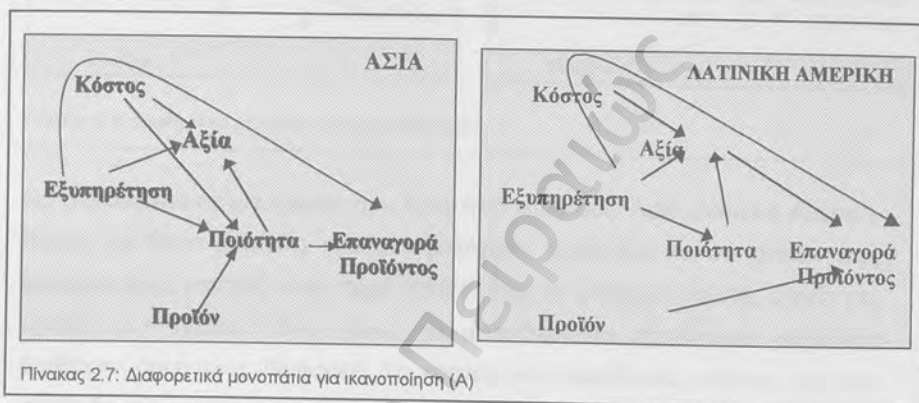 ΑΣΙΑ
Κόστος
Αξία
Εξυπηρέτηση
Ποιότητα
Επαναγορά
Προϊόντος
Προϊόν
ΛΑΤΙΝΙΚΗ ΑΜΕΡΙΚΗ
Κόστος
Αξία
Εξυπηρέτηση
Ποιότητα
Επαναγορά
Προϊόντος
Προϊόν
Πειραιώς
Πίνακας 2.7: Διαφορετικά μονοπάτια για ικανοποίηση (Α)